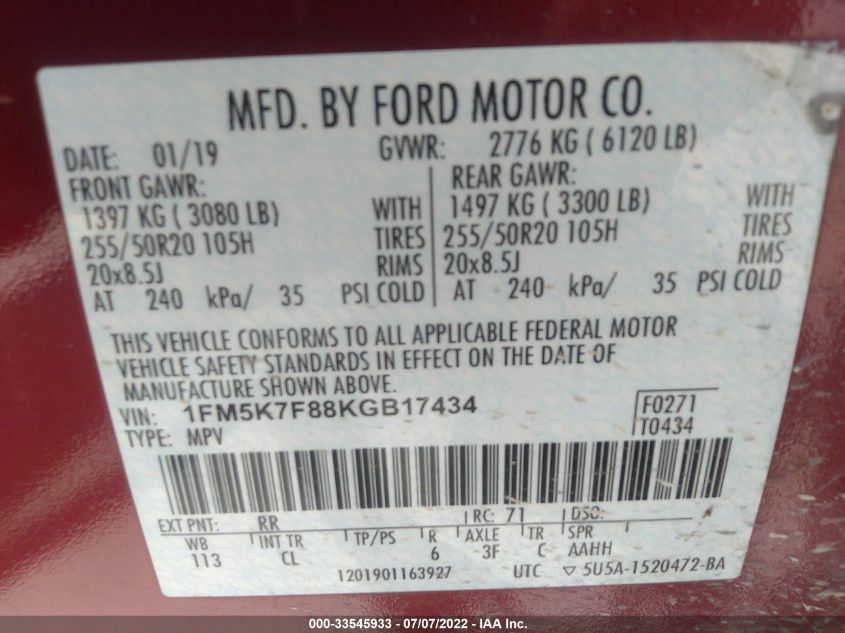 MFD. BY FORD MOTOR CO.
DATE: 01/19 GVWR: 2776 KG ( 6120 LB)
FRONT GAWR: REAR GAWR:
1397 KG ( 3080 LB) WITH 1497 KG ( 3300 LB) WITH
255/50R20 105H TIRES 255/50R20 105H TIRES
20x8.5J RIMS 20x8.5J RIMS
AT 240 kPa/ 35 PSI COLD AT 240 kPa/ 35 PSI COLD
THIS VEHICLE CONFORMS TO ALL APPLICABLE FEDERAL MOTOR
VEHICLE SAFETY STANDARDS IN EFFECT ON THE DATE OF
MANUFACTURE SHOWN ABOVE.
VIN: 1FM5K7F88KGB17434 F0271
TYPE: MPV T0434
EXT PNT: RR RC: 71 DSO:
WB INT TR TP/PS R AXLE TR SPR
113 CL 6 3F C AAHH
1201901163927 UTC ▽ 5U5A-1520472-BA
000-33545933 - 07/07/2022 - IAA Inc.